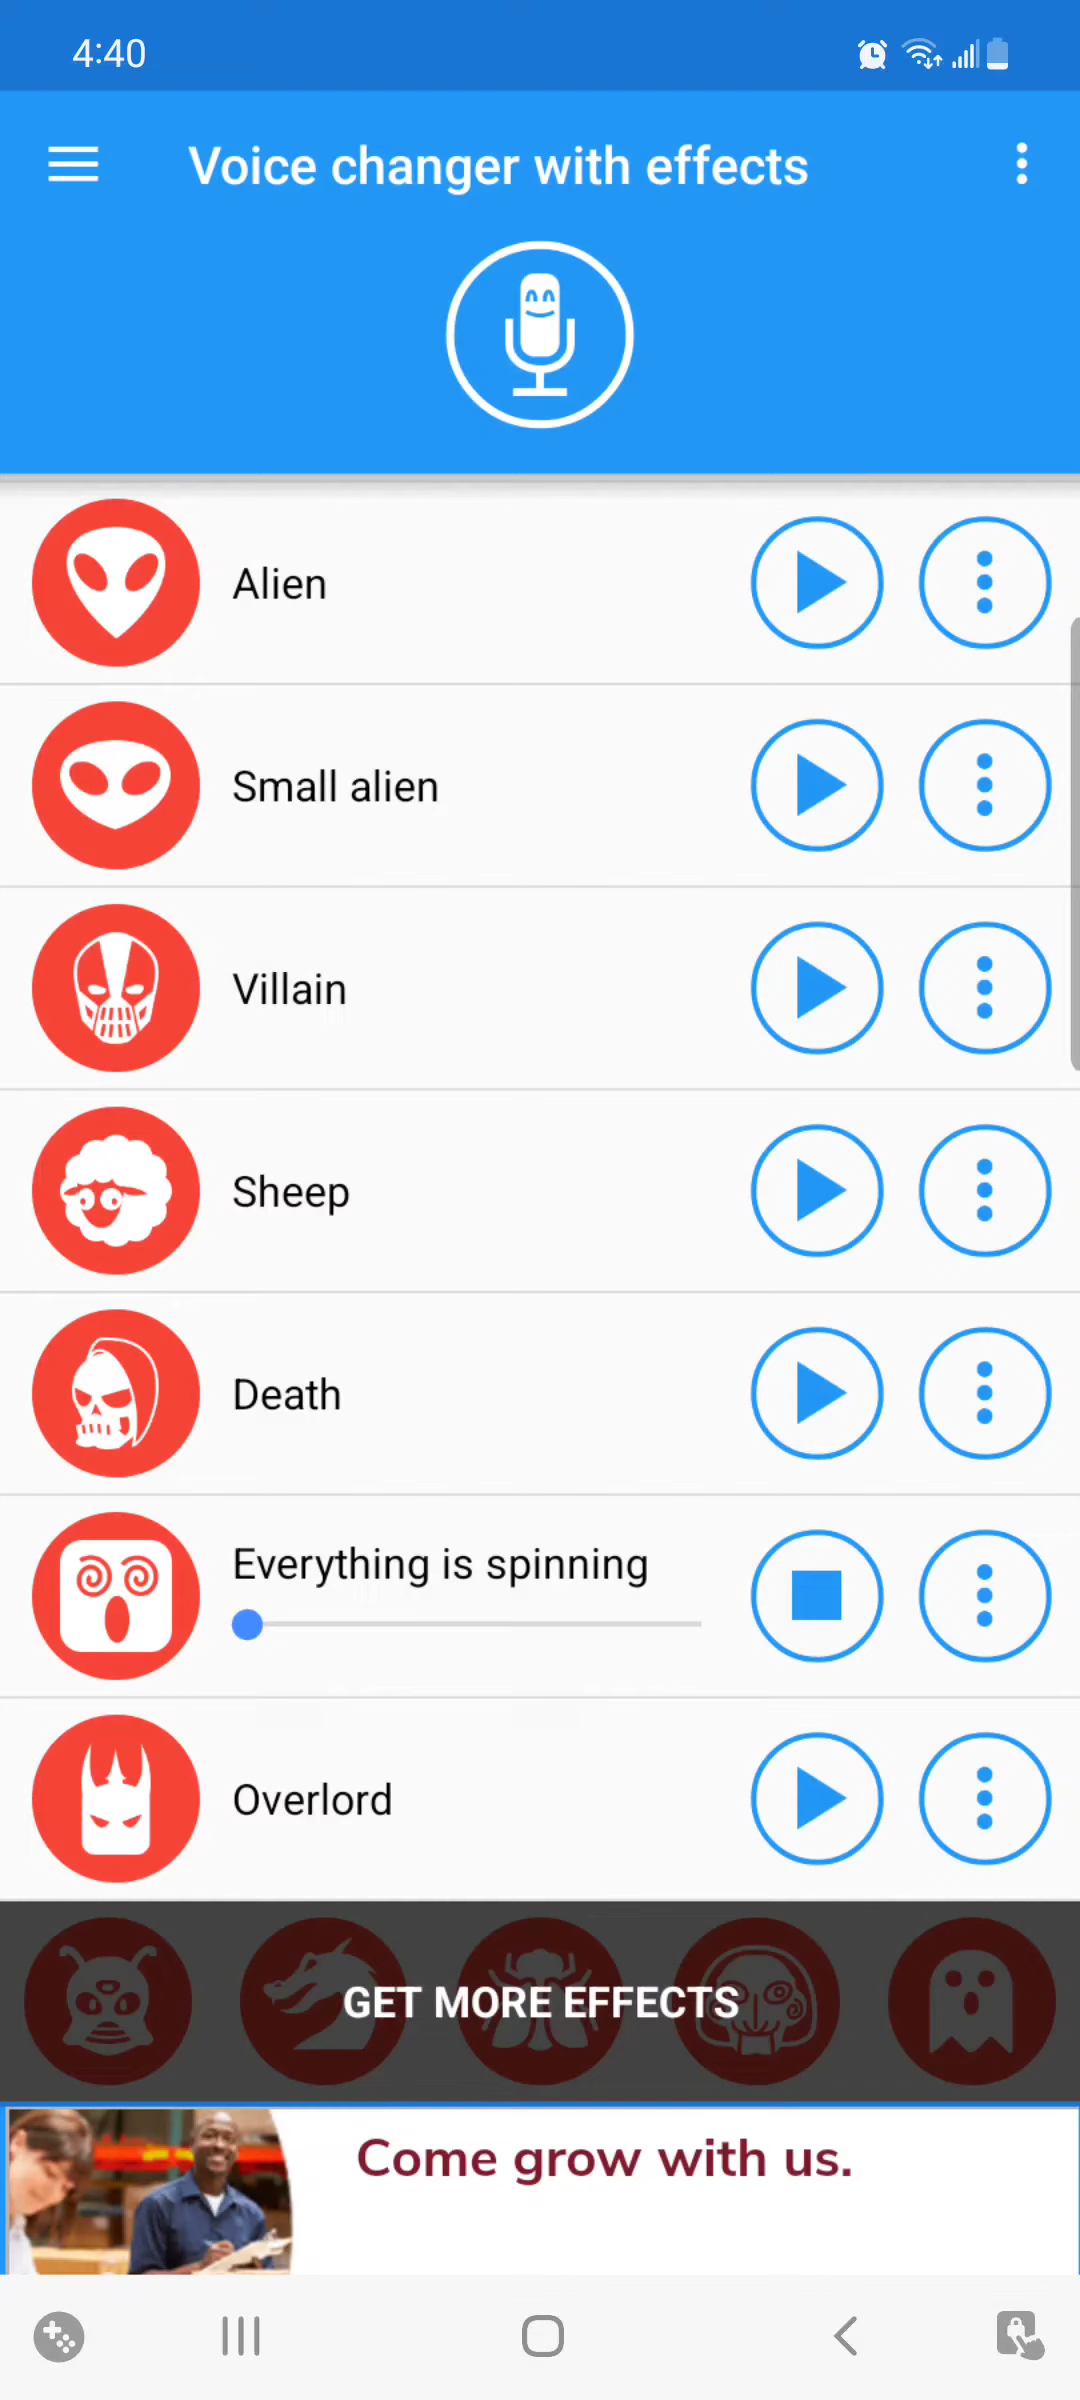 4:40
Voice changer with effects
Alien
Small alien
Villain
Sheep
Death
Everything is spinning
Overlord
GET MORE EFFECTS
Come grow with us.